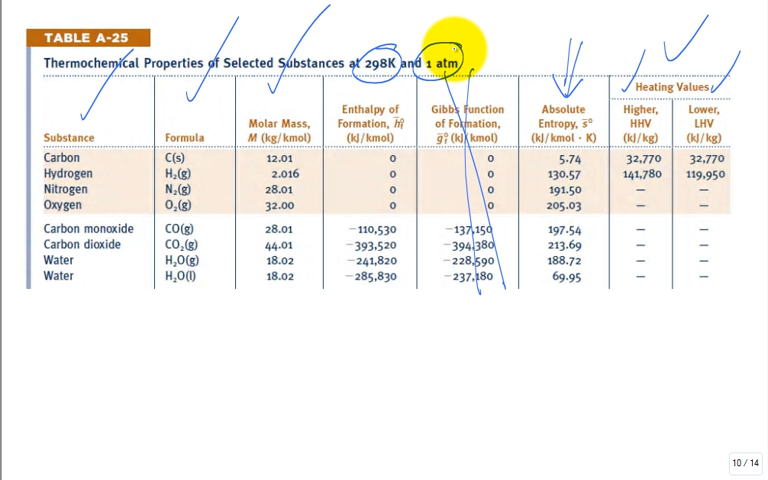 TABLE A-25
Thermochemical Properties of Selected Substances at 298K and 1 atm
Heating Values
Enthalpy of Gibbs Function Absolute Higher, Lower,
Molar Mass, Formation, h̄°f of Formation, Entropy, s̄° HHV LHV
Substance Formula M (kg/kmol) (kJ/kmol) ḡ°f (kJ/kmol) (kJ/kmol · K) (kJ/kg) (kJ/kg)
Carbon C(s) 12.01 0 0 5.74 32,770 32,770
Hydrogen H₂(g) 2.016 0 0 130.57 141,780 119,950
Nitrogen N₂(g) 28.01 0 0 191.50 — —
Oxygen O₂(g) 32.00 0 0 205.03 — —
Carbon monoxide CO(g) 28.01 −110,530 −137,150 197.54 — —
Carbon dioxide CO₂(g) 44.01 −393,520 −394,380 213.69 — —
Water H₂O(g) 18.02 −241,820 −228,590 188.72 — —
Water H₂O(l) 18.02 −285,830 −237,180 69.95 — —
10 / 14